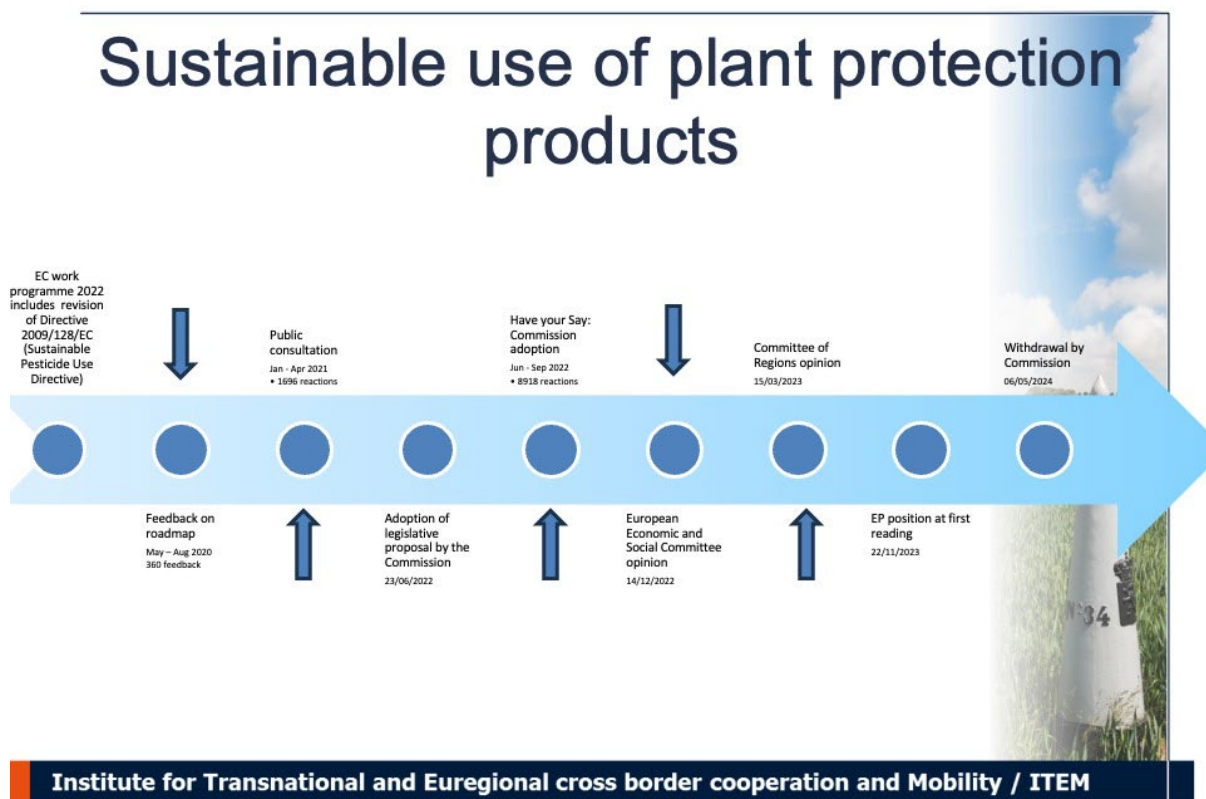 Sustainable use of plant protection
products
EC work
programme 2022
includes revision
of Directive
2009/128/EC
(Sustainable
Pesticide Use
Directive)
Feedback on
roadmap
May – Aug 2020
360 feedback
Public
consultation
Jan - Apr 2021
• 1696 reactions
Adoption of
legislative
proposal by the
Commission
23/06/2022
Have your Say:
Commission
adoption
Jun - Sep 2022
• 8918 reactions
European
Economic and
Social Committee
opinion
14/12/2022
Committee of
Regions opinion
15/03/2023
EP position at first
reading
22/11/2023
Withdrawal by
Commission
06/05/2024
Nº34
Institute for Transnational and Euregional cross border cooperation and Mobility / ITEM